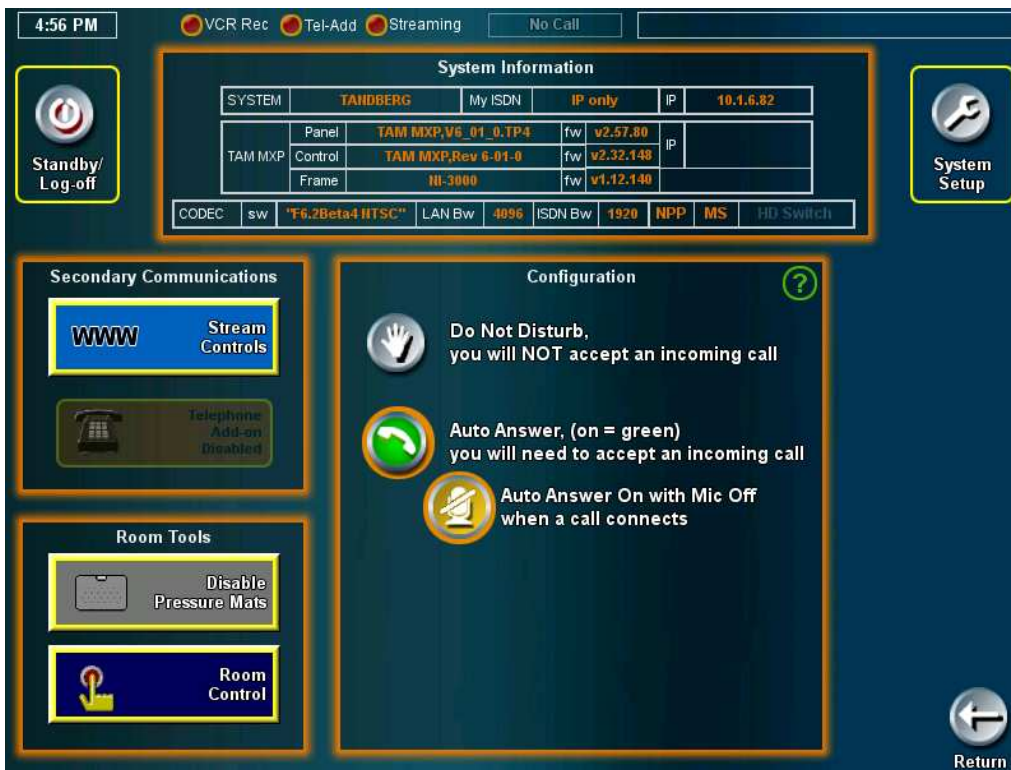 4:56 PM
VCR Rec
Tel-Add
Streaming
No Call
Standby/
Log-off
System Information
SYSTEM TANDBERG My ISDN IP only IP 10.1.6.82
TAM MXP
Panel TAM MXP,V6_01_0.TP4 fw v2.57.80
Control TAM MXP,Rev 6-01-0 fw v2.32.148
IP
Frame NI-3000 fw v1.12.140
CODEC sw "F6.2Beta4 NTSC" LAN Bw 4096 ISDN Bw 1920 NPP MS HD Switch
System
Setup
Secondary Communications
WWW
Stream
Controls
Telephone
Add-on
Disabled
Configuration
?
Do Not Disturb,
you will NOT accept an incoming call
Auto Answer, (on = green)
you will need to accept an incoming call
Auto Answer On with Mic Off
when a call connects
Room Tools
Disable
Pressure Mats
Room
Control
Return